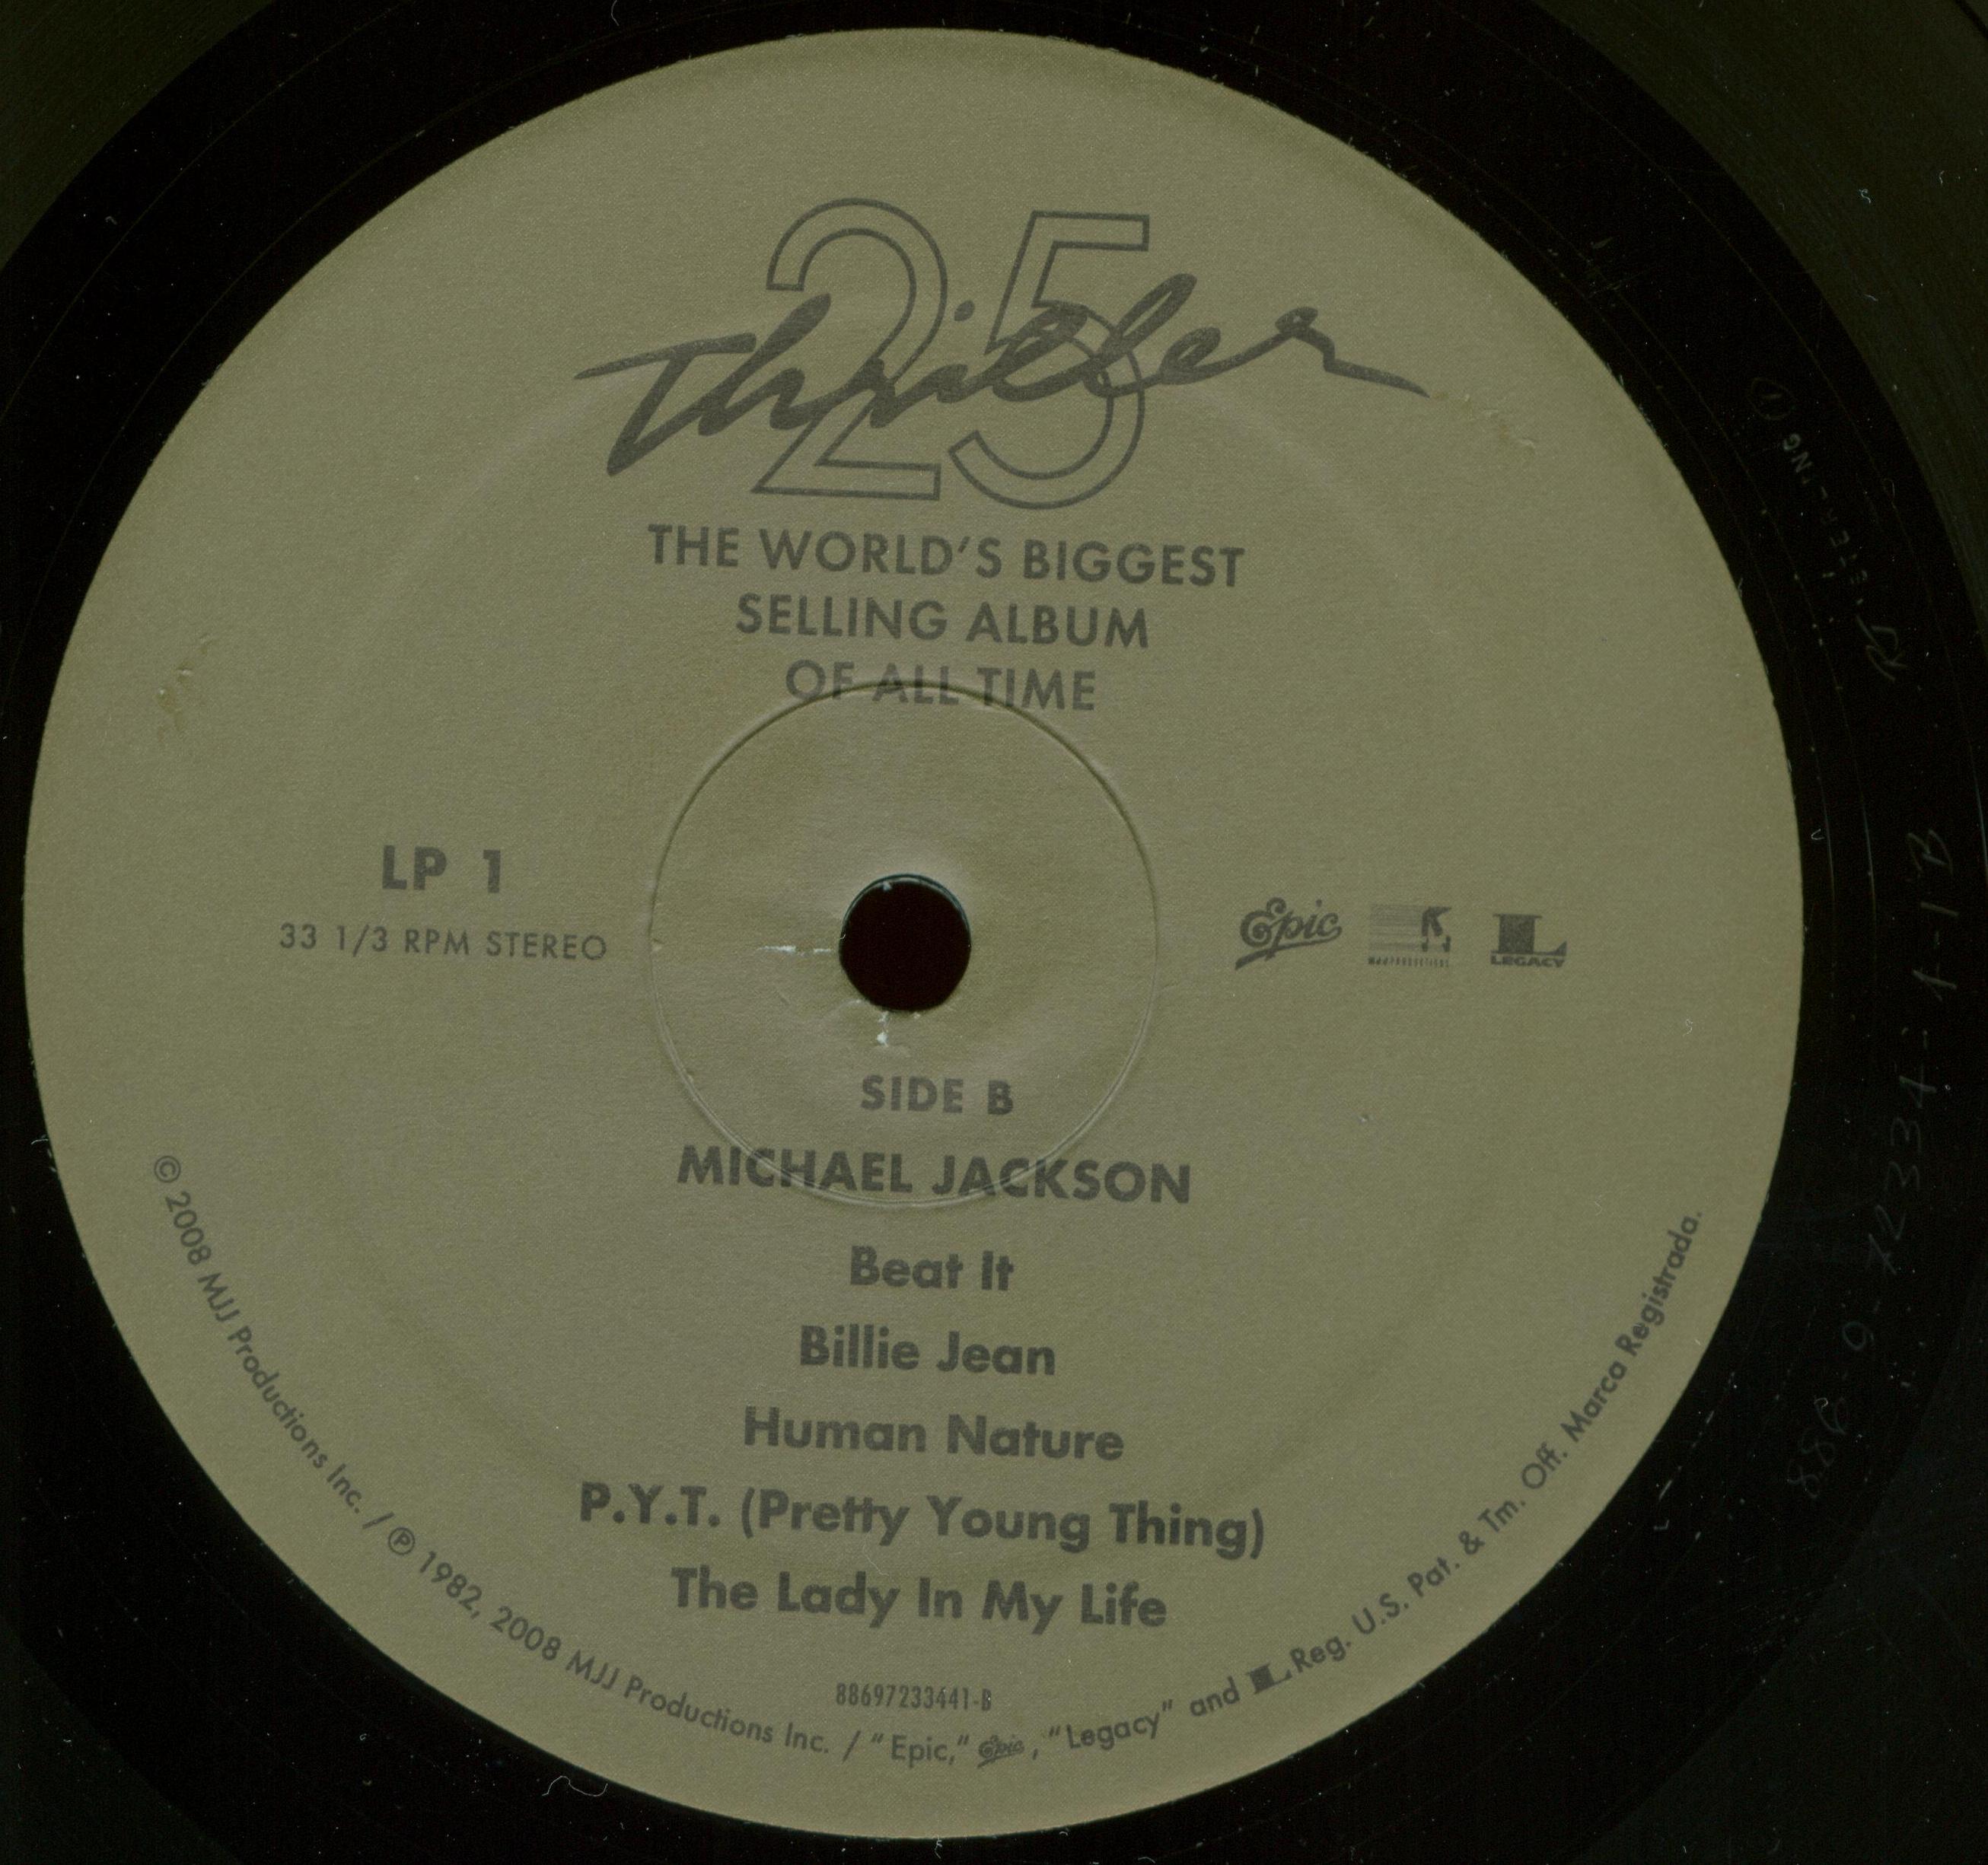 25
Thriller
THE WORLD'S BIGGEST
SELLING ALBUM
OF ALL TIME
LP 1
33 1/3 RPM STEREO
Epic
L
LEGACY
SIDE B
MICHAEL JACKSON
Beat It
Billie Jean
Human Nature
P.Y.T. (Pretty Young Thing)
The Lady In My Life
88697233441-B
© 2008 MJJ Productions Inc. / ℗ 1982, 2008 MJJ Productions Inc. / “Epic,“ Epic, “Legacy” and L Reg. U.S. Pat. & Tm. Off. Marca Registrada.